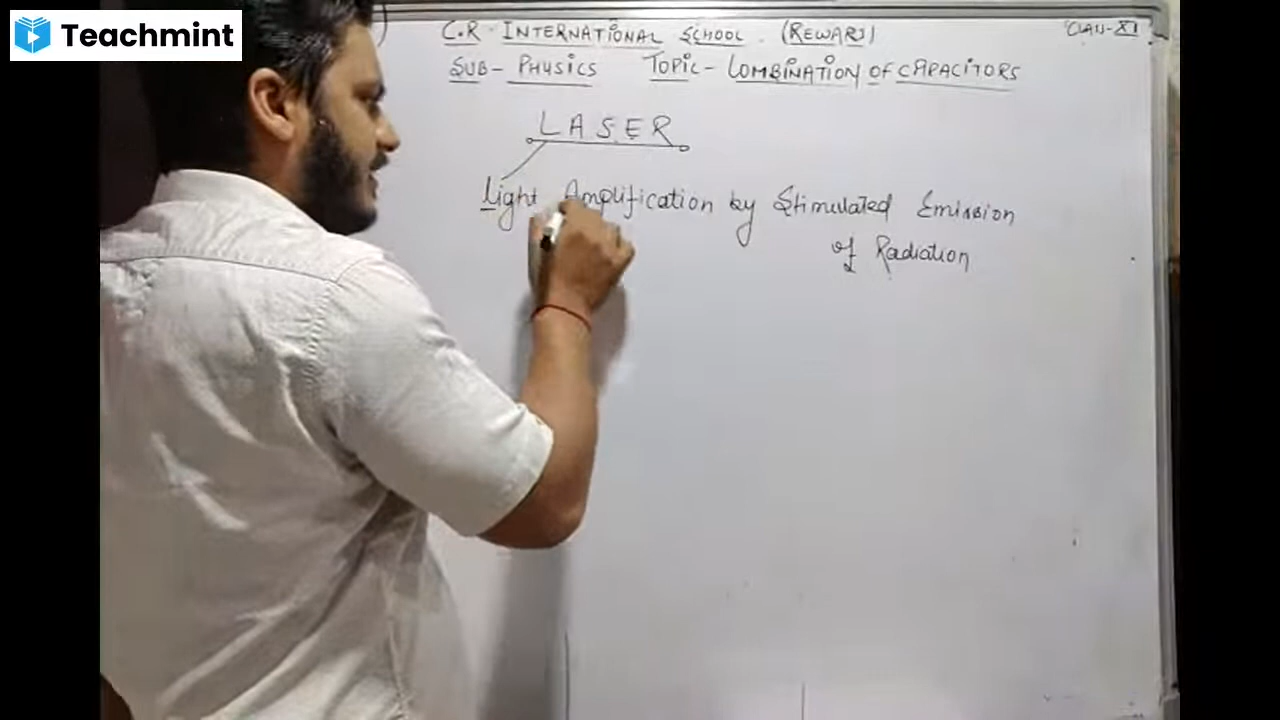 Teachmint
C.R. INTERNATIONAL SCHOOL. (REWARI)
CLASS-XI
SUB- PHYSICS TOPIC- COMBINATION OF CAPACITORS
LASER
Light Amplification by Stimulated Emission
of Radiation